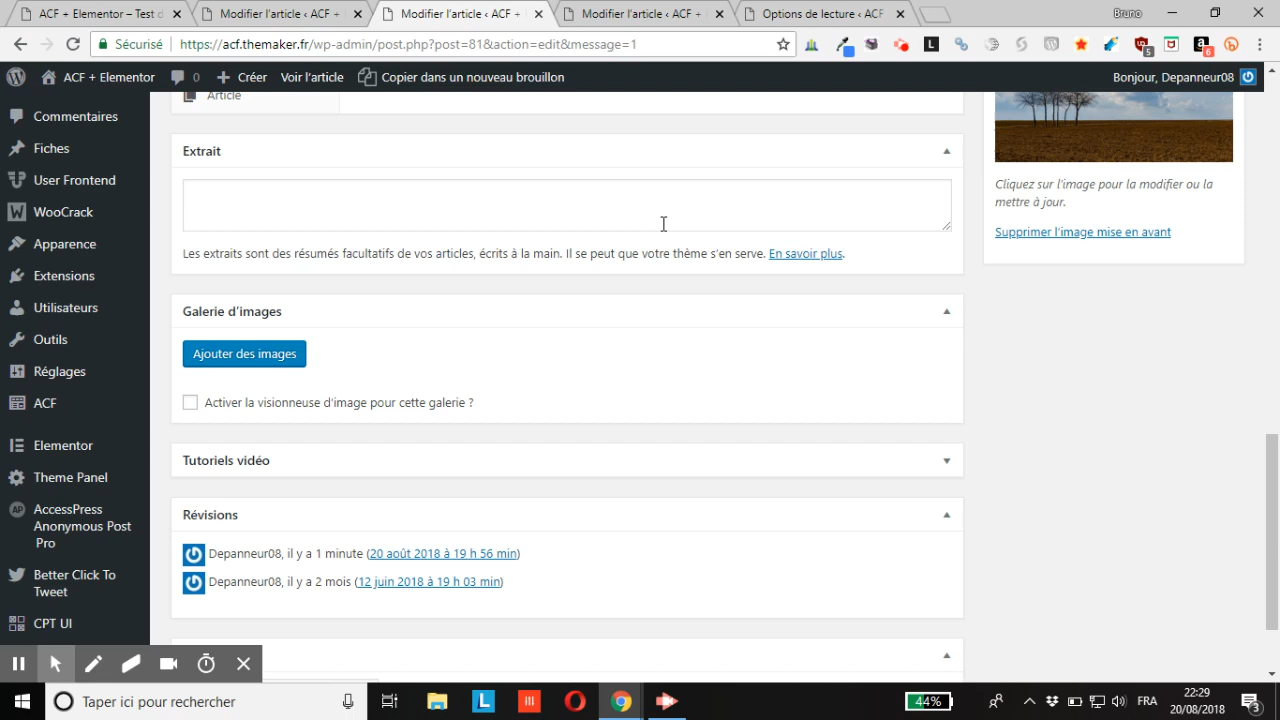 ACF + Elementor – Test d
Modifier l'article ‹ ACF +
Modifier l'article ‹ ACF +
Modifier l'article ‹ ACF +
Options de lecture ‹ ACF
Bruno
Sécurisé
https://acf.themaker.fr/wp-admin/post.php?post=81&action=edit&message=1
L
5
6
ACF + Elementor
0
Créer
Voir l'article
Copier dans un nouveau brouillon
Bonjour, Depanneur08
Commentaires
Fiches
User Frontend
WooCrack
Apparence
Extensions
Utilisateurs
Outils
Réglages
ACF
Elementor
Theme Panel
AP
AccessPress
Anonymous Post
Pro
Better Click To
Tweet
CPT UI
Article
Extrait
Les extraits sont des résumés facultatifs de vos articles, écrits à la main. Il se peut que votre thème s'en serve. En savoir plus.
Galerie d'images
Ajouter des images
Activer la visionneuse d'image pour cette galerie ?
Tutoriels vidéo
Révisions
Depanneur08, il y a 1 minute (20 août 2018 à 19 h 56 min)
Depanneur08, il y a 2 mois (12 juin 2018 à 19 h 03 min)
Cliquez sur l'image pour la modifier ou la
mettre à jour.
Supprimer l'image mise en avant
Taper ici pour rechercher
L
44%
FRA
22:29
20/08/2018
3